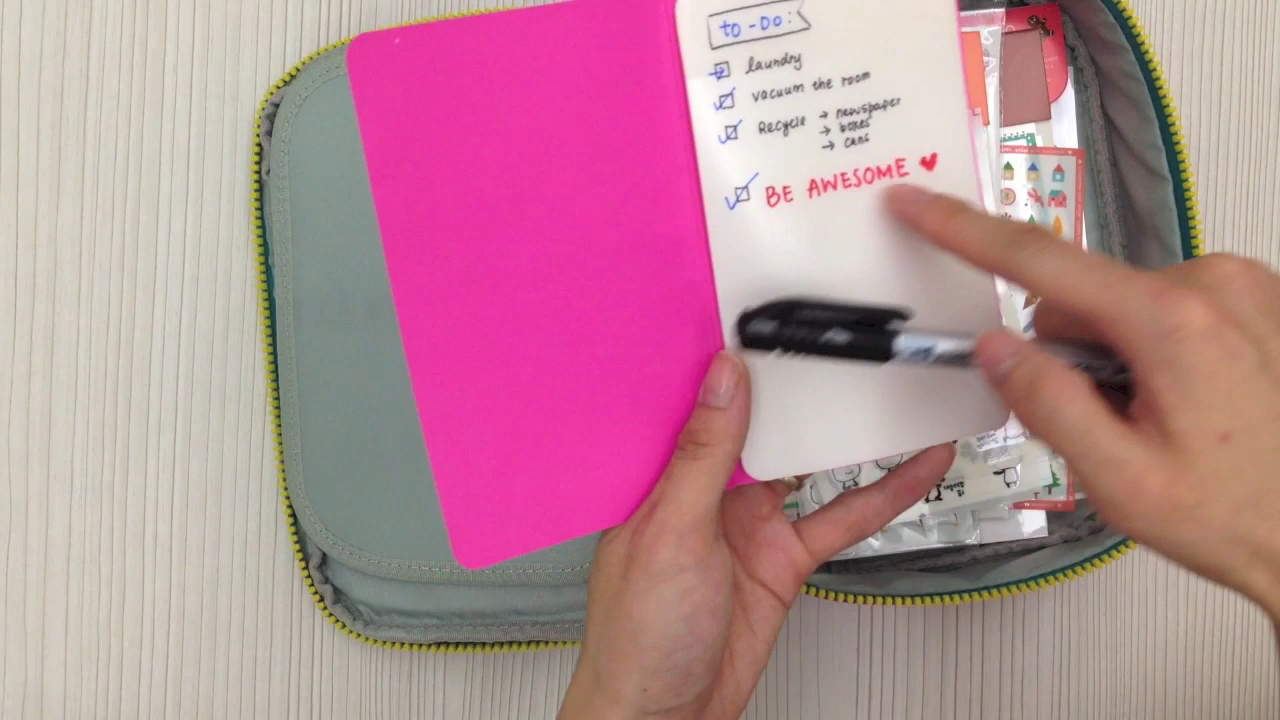 to-Do:
laundry
vacuum the room
Recycle → newspaper
→ boxes
→ cans
BE AWESOME ♥